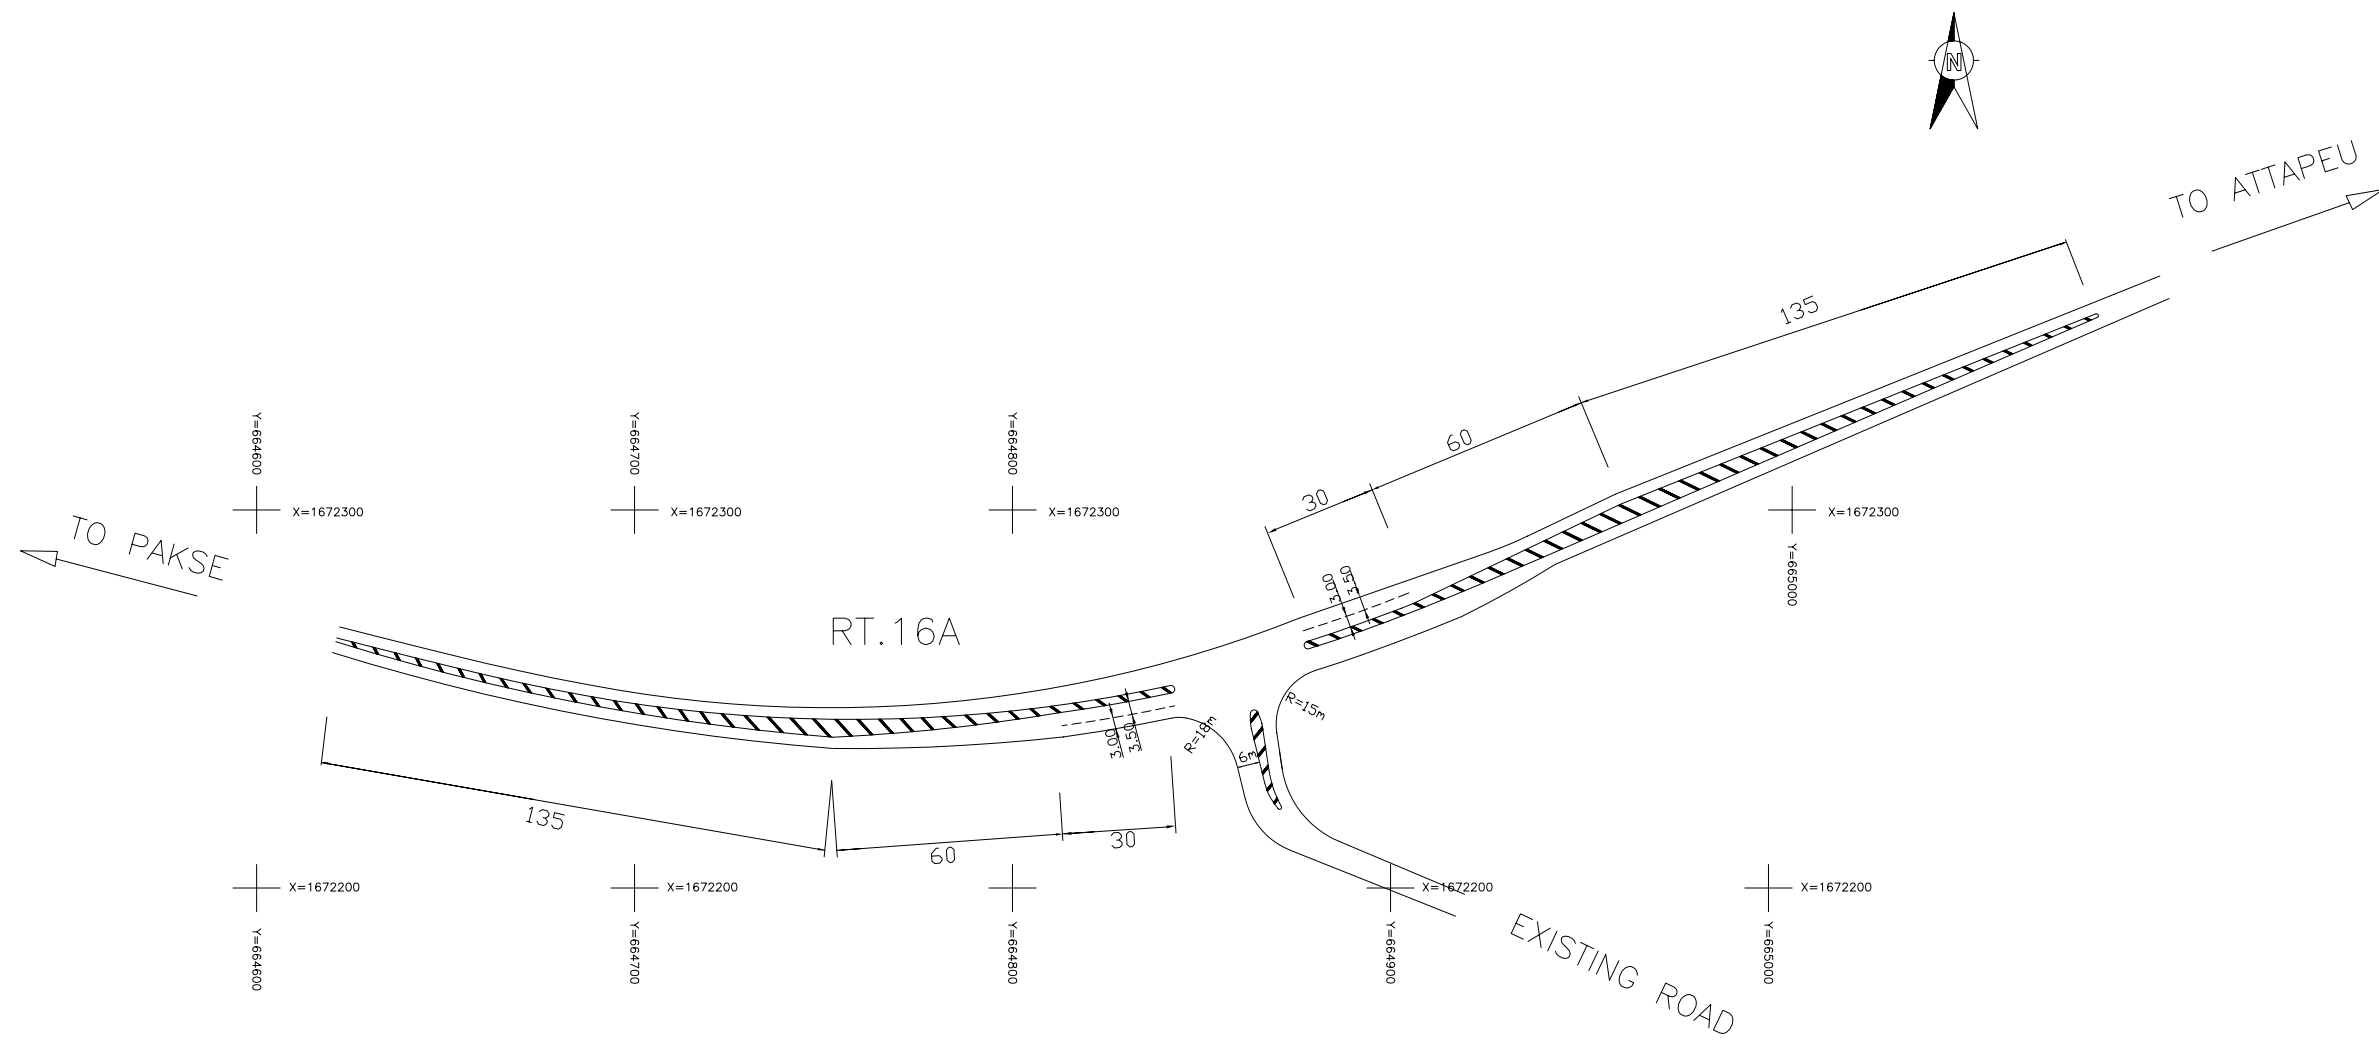 N
TO ATTAPEU
135
60
30
Y=664600
Y=664700
Y=664800
X=1672300
X=1672300
X=1672300
X=1672300
Y=665000
TO PAKSE
RT.16A
3.00
3.50
R=15m
R=18m
3.00
3.50
6m
135
60
30
X=1672200
X=1672200
X=1672200
X=1672200
Y=664600
Y=664700
Y=664800
Y=664900
Y=665000
EXISTING ROAD